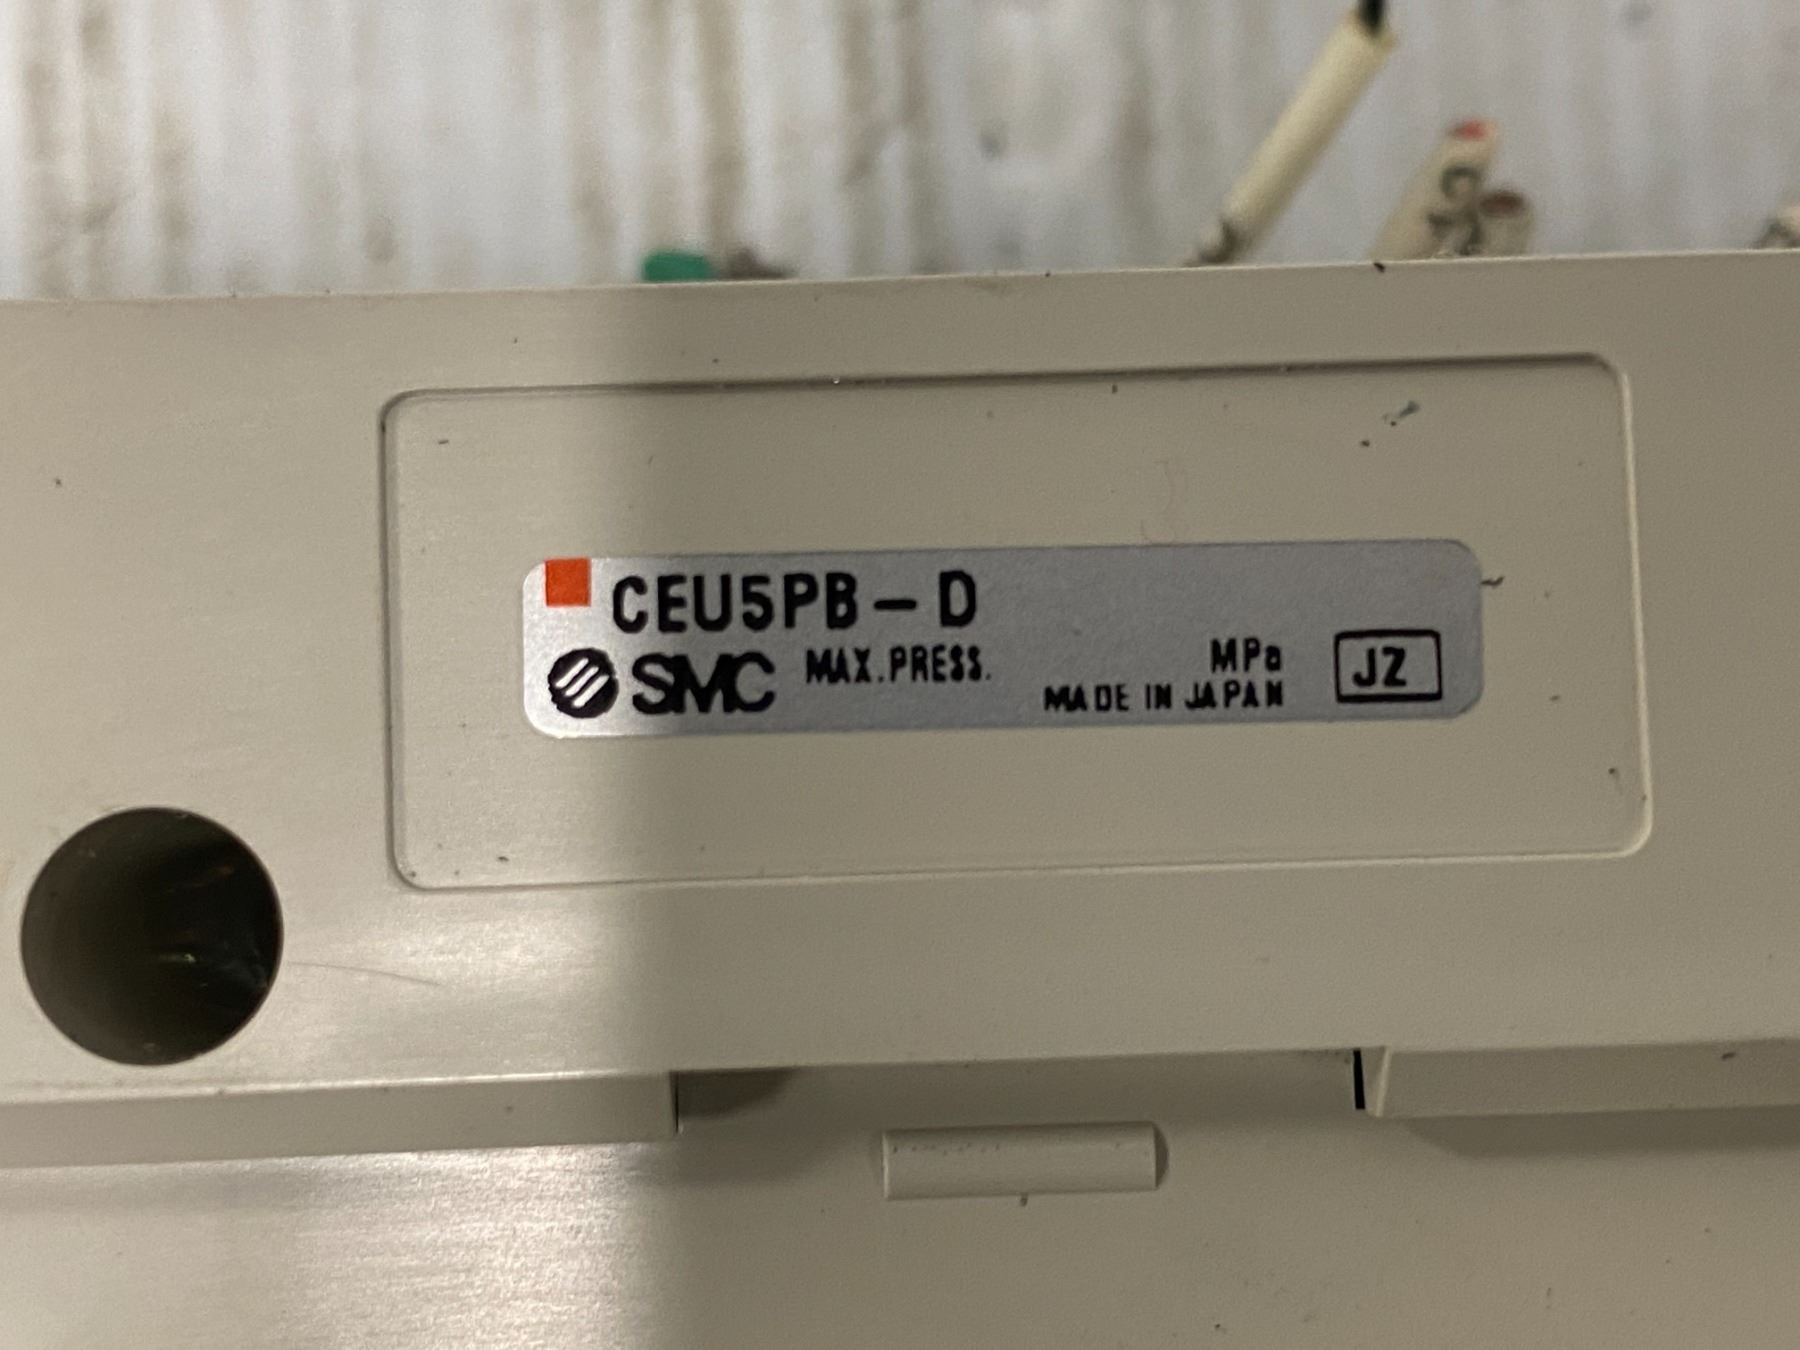 CEU5PB-D
SMC MAX.PRESS. MPa
MADE IN JAPAN
JZ